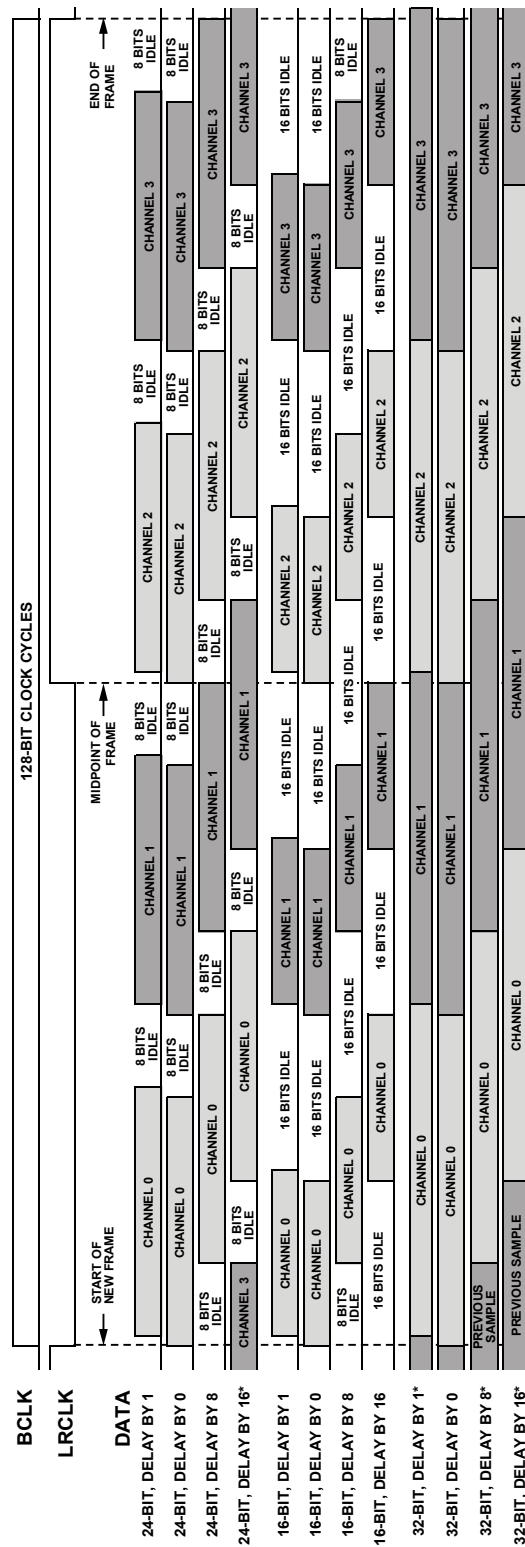 BCLK
128-BIT CLOCK CYCLES
LRCLK
START OF
NEW FRAME
MIDPOINT OF
FRAME
END OF
FRAME
DATA
24-BIT, DELAY BY 1
CHANNEL 0
8 BITS
IDLE
CHANNEL 1
8 BITS
IDLE
CHANNEL 2
8 BITS
IDLE
CHANNEL 3
8 BITS
IDLE
24-BIT, DELAY BY 0
CHANNEL 0
8 BITS
IDLE
CHANNEL 1
8 BITS
IDLE
CHANNEL 2
8 BITS
IDLE
CHANNEL 3
8 BITS
IDLE
24-BIT, DELAY BY 8
8 BITS
IDLE
CHANNEL 0
8 BITS
IDLE
CHANNEL 1
8 BITS
IDLE
CHANNEL 2
8 BITS
IDLE
CHANNEL 3
24-BIT, DELAY BY 16*
CHANNEL 3
8 BITS
IDLE
CHANNEL 0
8 BITS
IDLE
CHANNEL 1
8 BITS
IDLE
CHANNEL 2
8 BITS
IDLE
CHANNEL 3
16-BIT, DELAY BY 1
CHANNEL 0
16 BITS IDLE
CHANNEL 1
16 BITS IDLE
CHANNEL 2
16 BITS IDLE
CHANNEL 3
16 BITS IDLE
16-BIT, DELAY BY 0
CHANNEL 0
16 BITS IDLE
CHANNEL 1
16 BITS IDLE
CHANNEL 2
16 BITS IDLE
CHANNEL 3
16 BITS IDLE
16-BIT, DELAY BY 8
8 BITS
IDLE
CHANNEL 0
16 BITS IDLE
CHANNEL 1
16 BITS IDLE
CHANNEL 2
16 BITS IDLE
CHANNEL 3
8 BITS
IDLE
16-BIT, DELAY BY 16
16 BITS IDLE
CHANNEL 0
16 BITS IDLE
CHANNEL 1
16 BITS IDLE
CHANNEL 2
16 BITS IDLE
CHANNEL 3
32-BIT, DELAY BY 1*
CHANNEL 0
CHANNEL 1
CHANNEL 2
CHANNEL 3
32-BIT, DELAY BY 0
CHANNEL 0
CHANNEL 1
CHANNEL 2
CHANNEL 3
32-BIT, DELAY BY 8*
PREVIOUS
SAMPLE
CHANNEL 0
CHANNEL 1
CHANNEL 2
CHANNEL 3
32-BIT, DELAY BY 16*
PREVIOUS SAMPLE
CHANNEL 0
CHANNEL 1
CHANNEL 2
CHANNEL 3